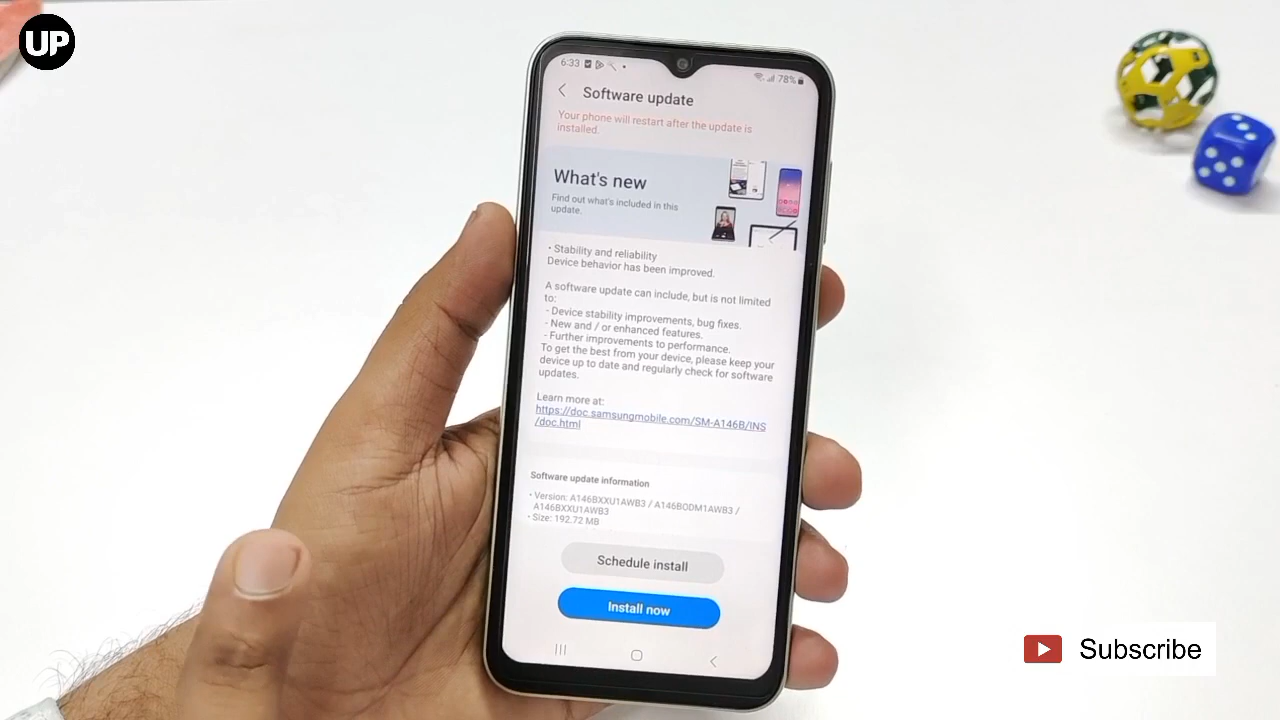 UP
6:33
78%
Software update
Your phone will restart after the update is
installed.
What's new
Find out what's included in this
update.
• Stability and reliability
Device behavior has been improved.
A software update can include, but is not limited
to:
- Device stability improvements, bug fixes.
- New and / or enhanced features.
- Further improvements to performance.
To get the best from your device, please keep your
device up to date and regularly check for software
updates.
Learn more at:
https://doc.samsungmobile.com/SM-A146B/INS
/doc.html
Software update information
• Version: A146BXXU1AWB3 / A146BODM1AWB3 /
A146BXXU1AWB3
• Size: 192.72 MB
Schedule install
Install now
Subscribe